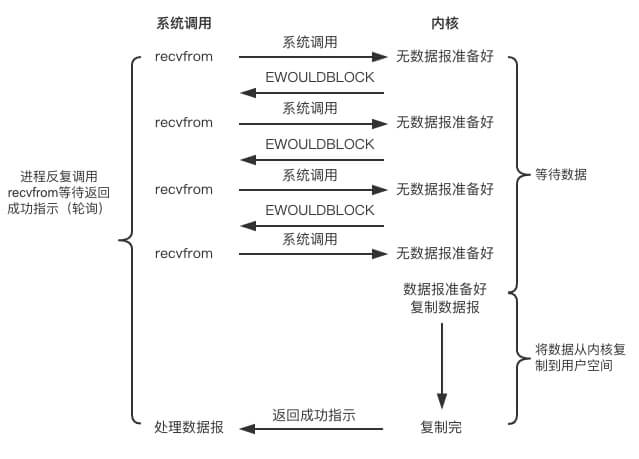 系统调用
内核
recvfrom
系统调用
无数据报准备好
EWOULDBLOCK
recvfrom
系统调用
无数据报准备好
EWOULDBLOCK
进程反复调用
recvfrom等待返回
成功指示（轮询）
recvfrom
系统调用
无数据报准备好
等待数据
EWOULDBLOCK
recvfrom
系统调用
无数据报准备好
数据报准备好
复制数据报
将数据从内核复
制到用户空间
处理数据报
返回成功指示
复制完